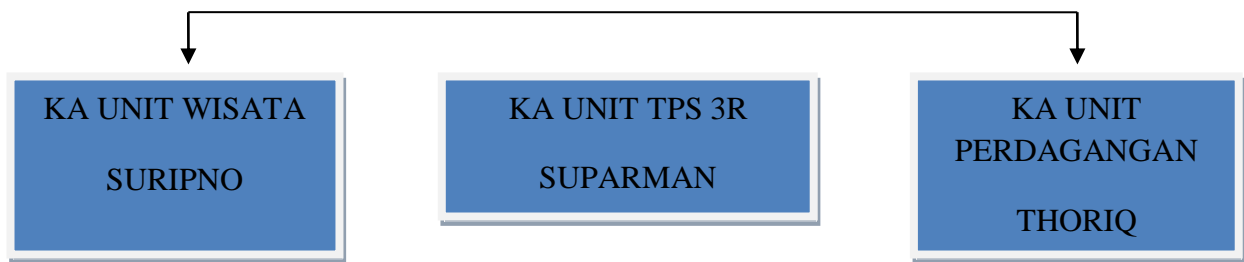 KA UNIT WISATA
SURIPNO
KA UNIT TPS 3R
SUPARMAN
KA UNIT
PERDAGANGAN
THORIQ